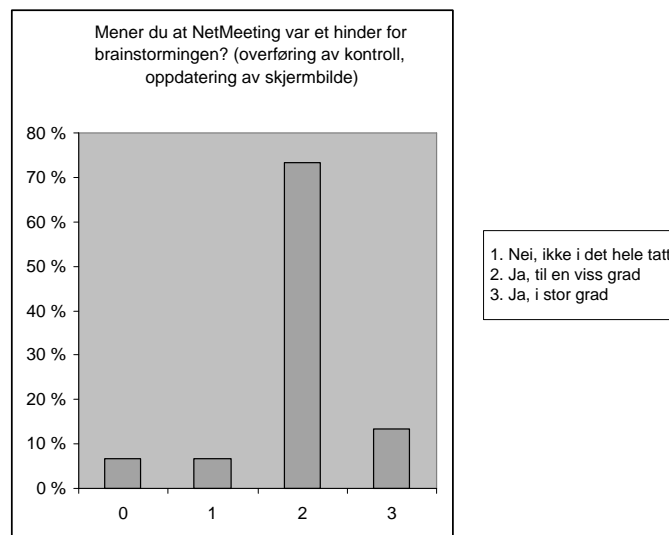 Mener du at NetMeeting var et hinder for
brainstormingen? (overføring av kontroll,
oppdatering av skjermbilde)
80 %
70 %
60 %
50 %
40 %
30 %
20 %
10 %
0 %
0 1 2 3
1. Nei, ikke i det hele tatt
2. Ja, til en viss grad
3. Ja, i stor grad